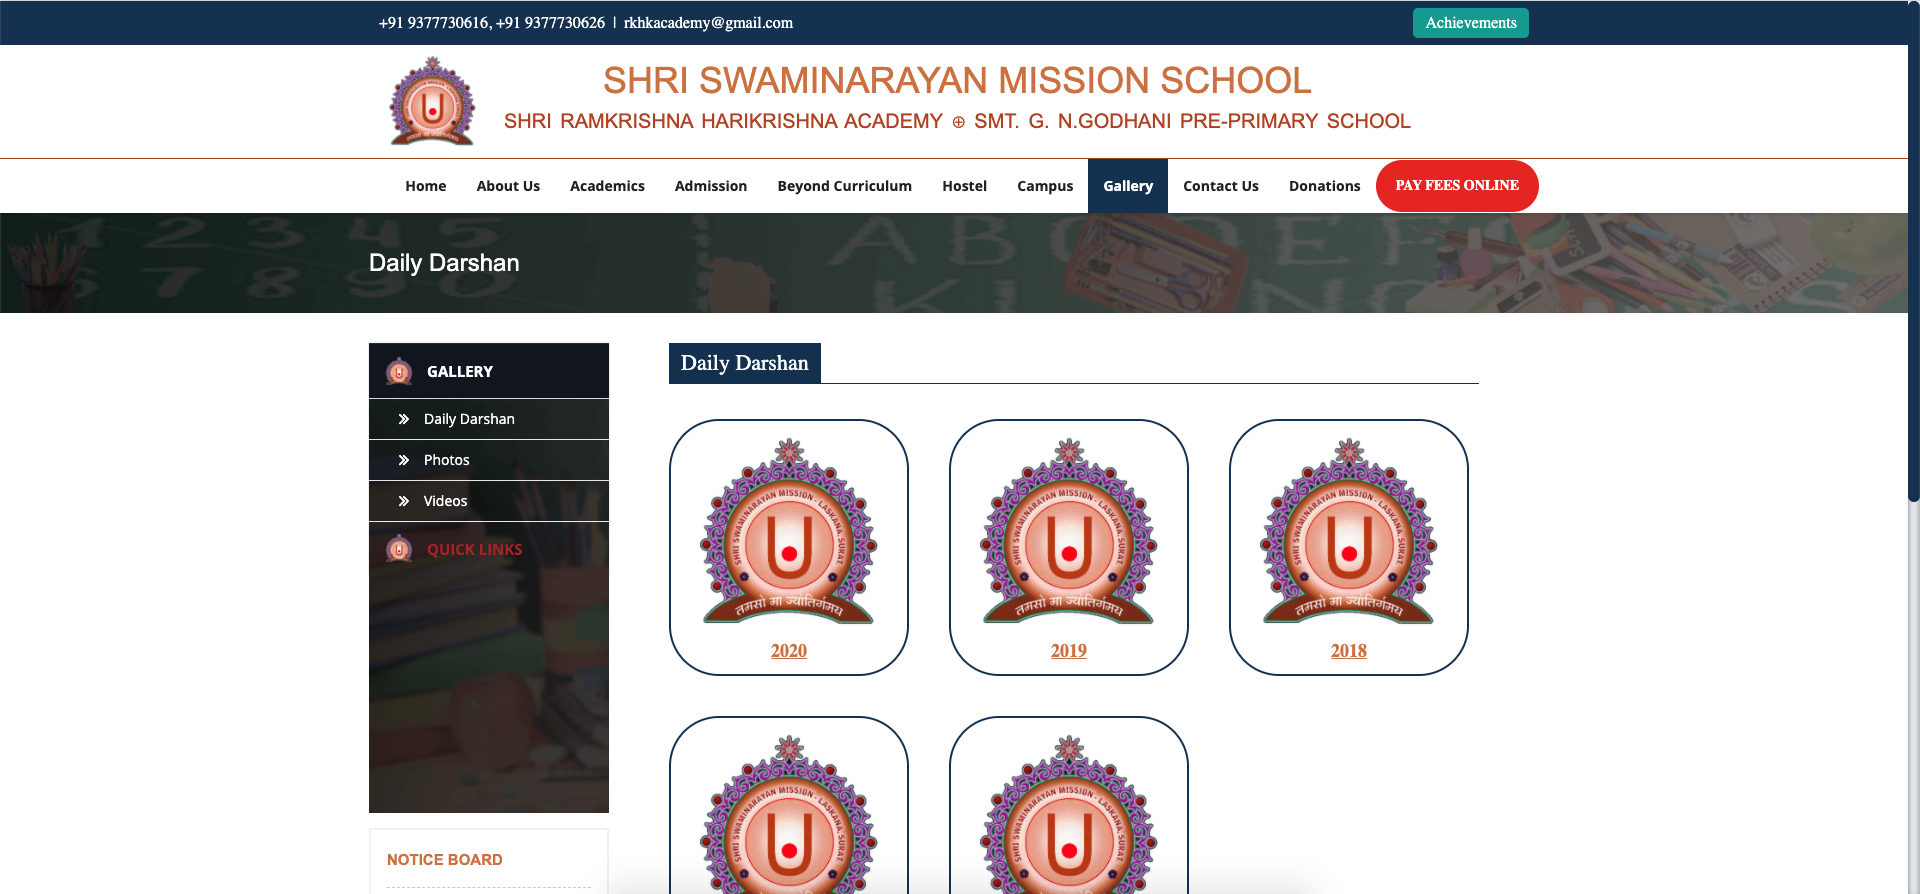 +91 9377730616, +91 9377730626 | rkhkacademy@gmail.com
Achievements
SHRI SWAMINARAYAN MISSION SCHOOL
SHRI RAMKRISHNA HARIKRISHNA ACADEMY ⊕ SMT. G. N.GODHANI PRE-PRIMARY SCHOOL
Home About Us Academics Admission Beyond Curriculum Hostel Campus Gallery Contact Us Donations PAY FEES ONLINE
Daily Darshan
GALLERY
Daily Darshan
Photos
Videos
QUICK LINKS
NOTICE BOARD
Daily Darshan
SHRI SWAMINARAYAN MISSION - LASKANA, SURAT.
तमसो मा ज्योतिर्गमय
2020
SHRI SWAMINARAYAN MISSION - LASKANA, SURAT.
तमसो मा ज्योतिर्गमय
2019
SHRI SWAMINARAYAN MISSION - LASKANA, SURAT.
तमसो मा ज्योतिर्गमय
2018
SHRI SWAMINARAYAN MISSION - LASKANA, SURAT.
SHRI SWAMINARAYAN MISSION - LASKANA, SURAT.